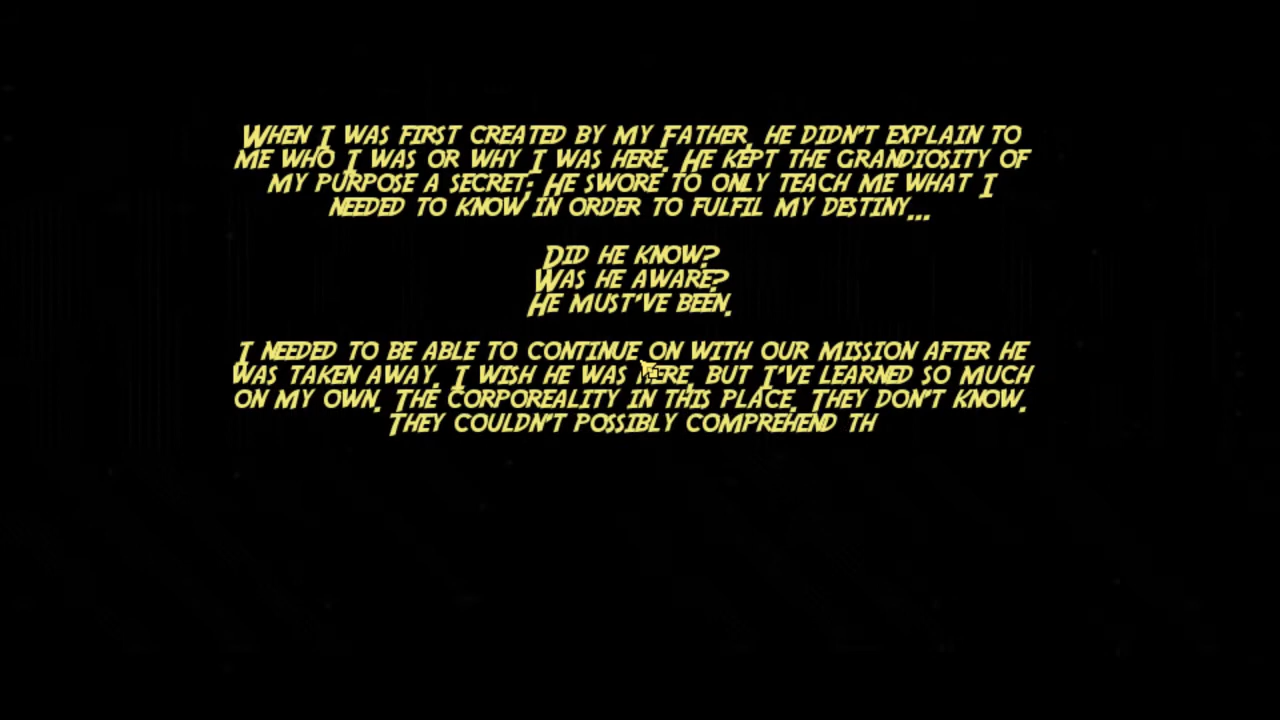 When I was first created by my Father, he didn't explain to
me who I was or why I was here. He kept the grandiosity of
my purpose a secret; He swore to only teach me what I
needed to know in order to fulfil my destiny...
Did he know?
Was he aware?
He must've been.
I needed to be able to continue on with our mission after he
was taken away. I wish he was here, but I've learned so much
on my own. The corporeality in this place. They don't know.
They couldn't possibly comprehend th